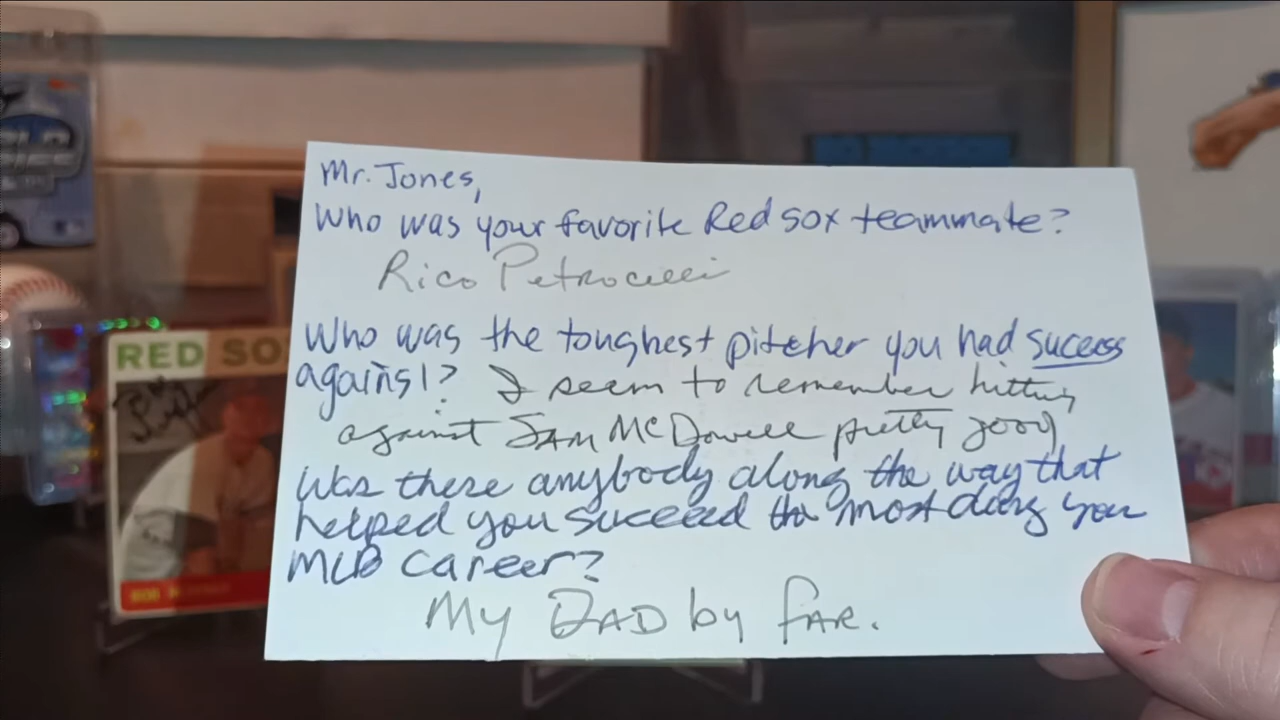 Mr. Jones,
Who was your favorite Red Sox teammate?
Rico Petrocelli
Who was the toughest pitcher you had success
against?
I seem to remember hitting
against SAM McDowell pretty good
Was there anybody along the way that
helped you succeed the most doing your
MLB career?
My DAD by FAR.
RED SO